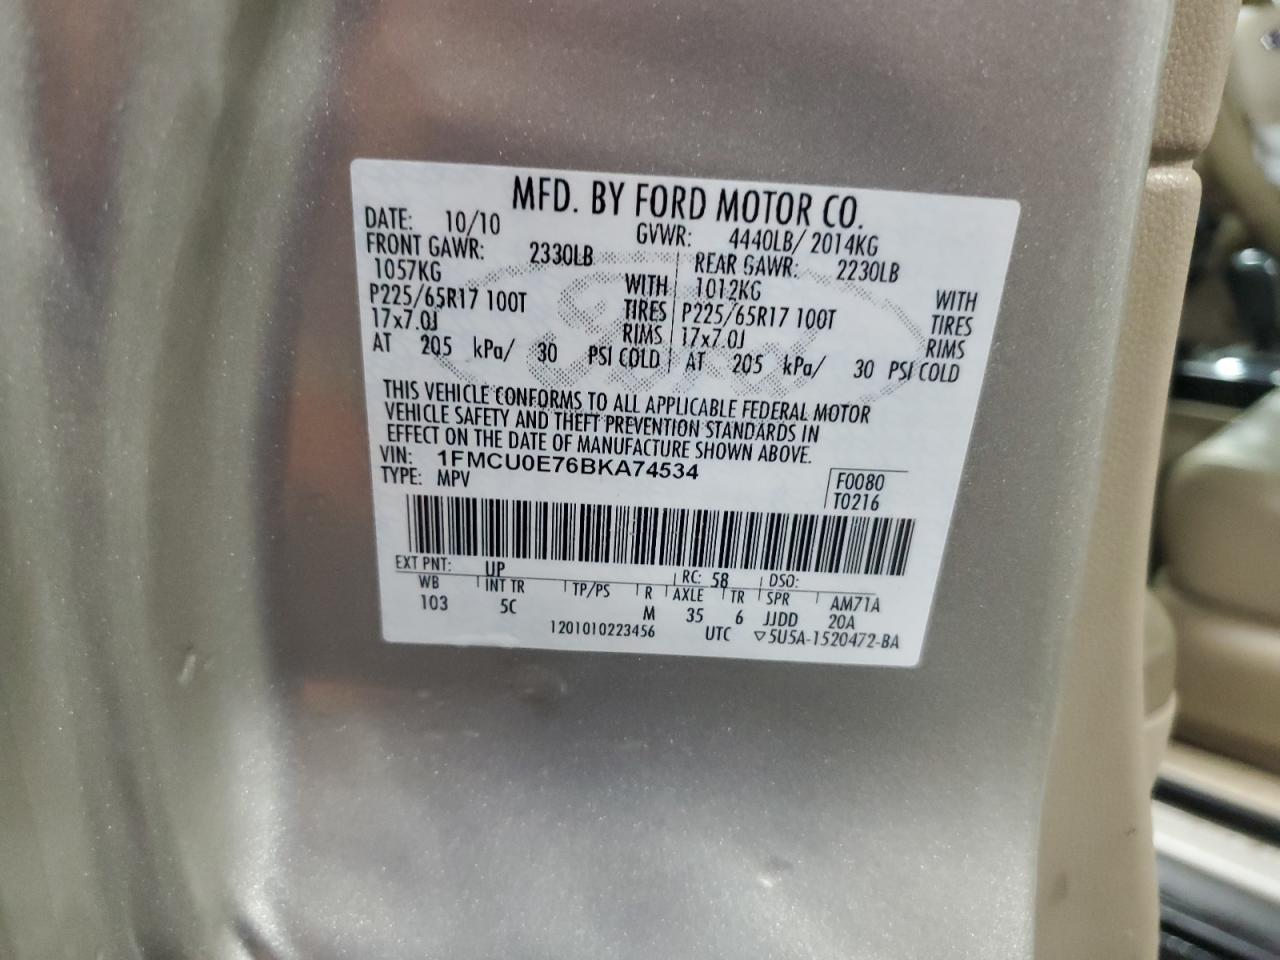 MFD. BY FORD MOTOR CO.
DATE: 10/10 GVWR: 4440LB/ 2014KG
FRONT GAWR: 2330LB REAR GAWR: 2230LB
1057KG WITH 1012KG WITH
P225/65R17 100T TIRES P225/65R17 100T TIRES
17x7.0J RIMS 17x7.0J RIMS
AT 205 kPa/ 30 PSI COLD AT 205 kPa/ 30 PSI COLD
THIS VEHICLE CONFORMS TO ALL APPLICABLE FEDERAL MOTOR
VEHICLE SAFETY AND THEFT PREVENTION STANDARDS IN
EFFECT ON THE DATE OF MANUFACTURE SHOWN ABOVE.
VIN: 1FMCU0E76BKA74534
TYPE: MPV
F0080
T0216
EXT PNT: UP RC: 58 DSO:
WB INT TR TP/PS R AXLE TR SPR AM71A
103 5C M 35 6 JJDD 20A
1201010223456 UTC ▽5U5A-1520472-BA